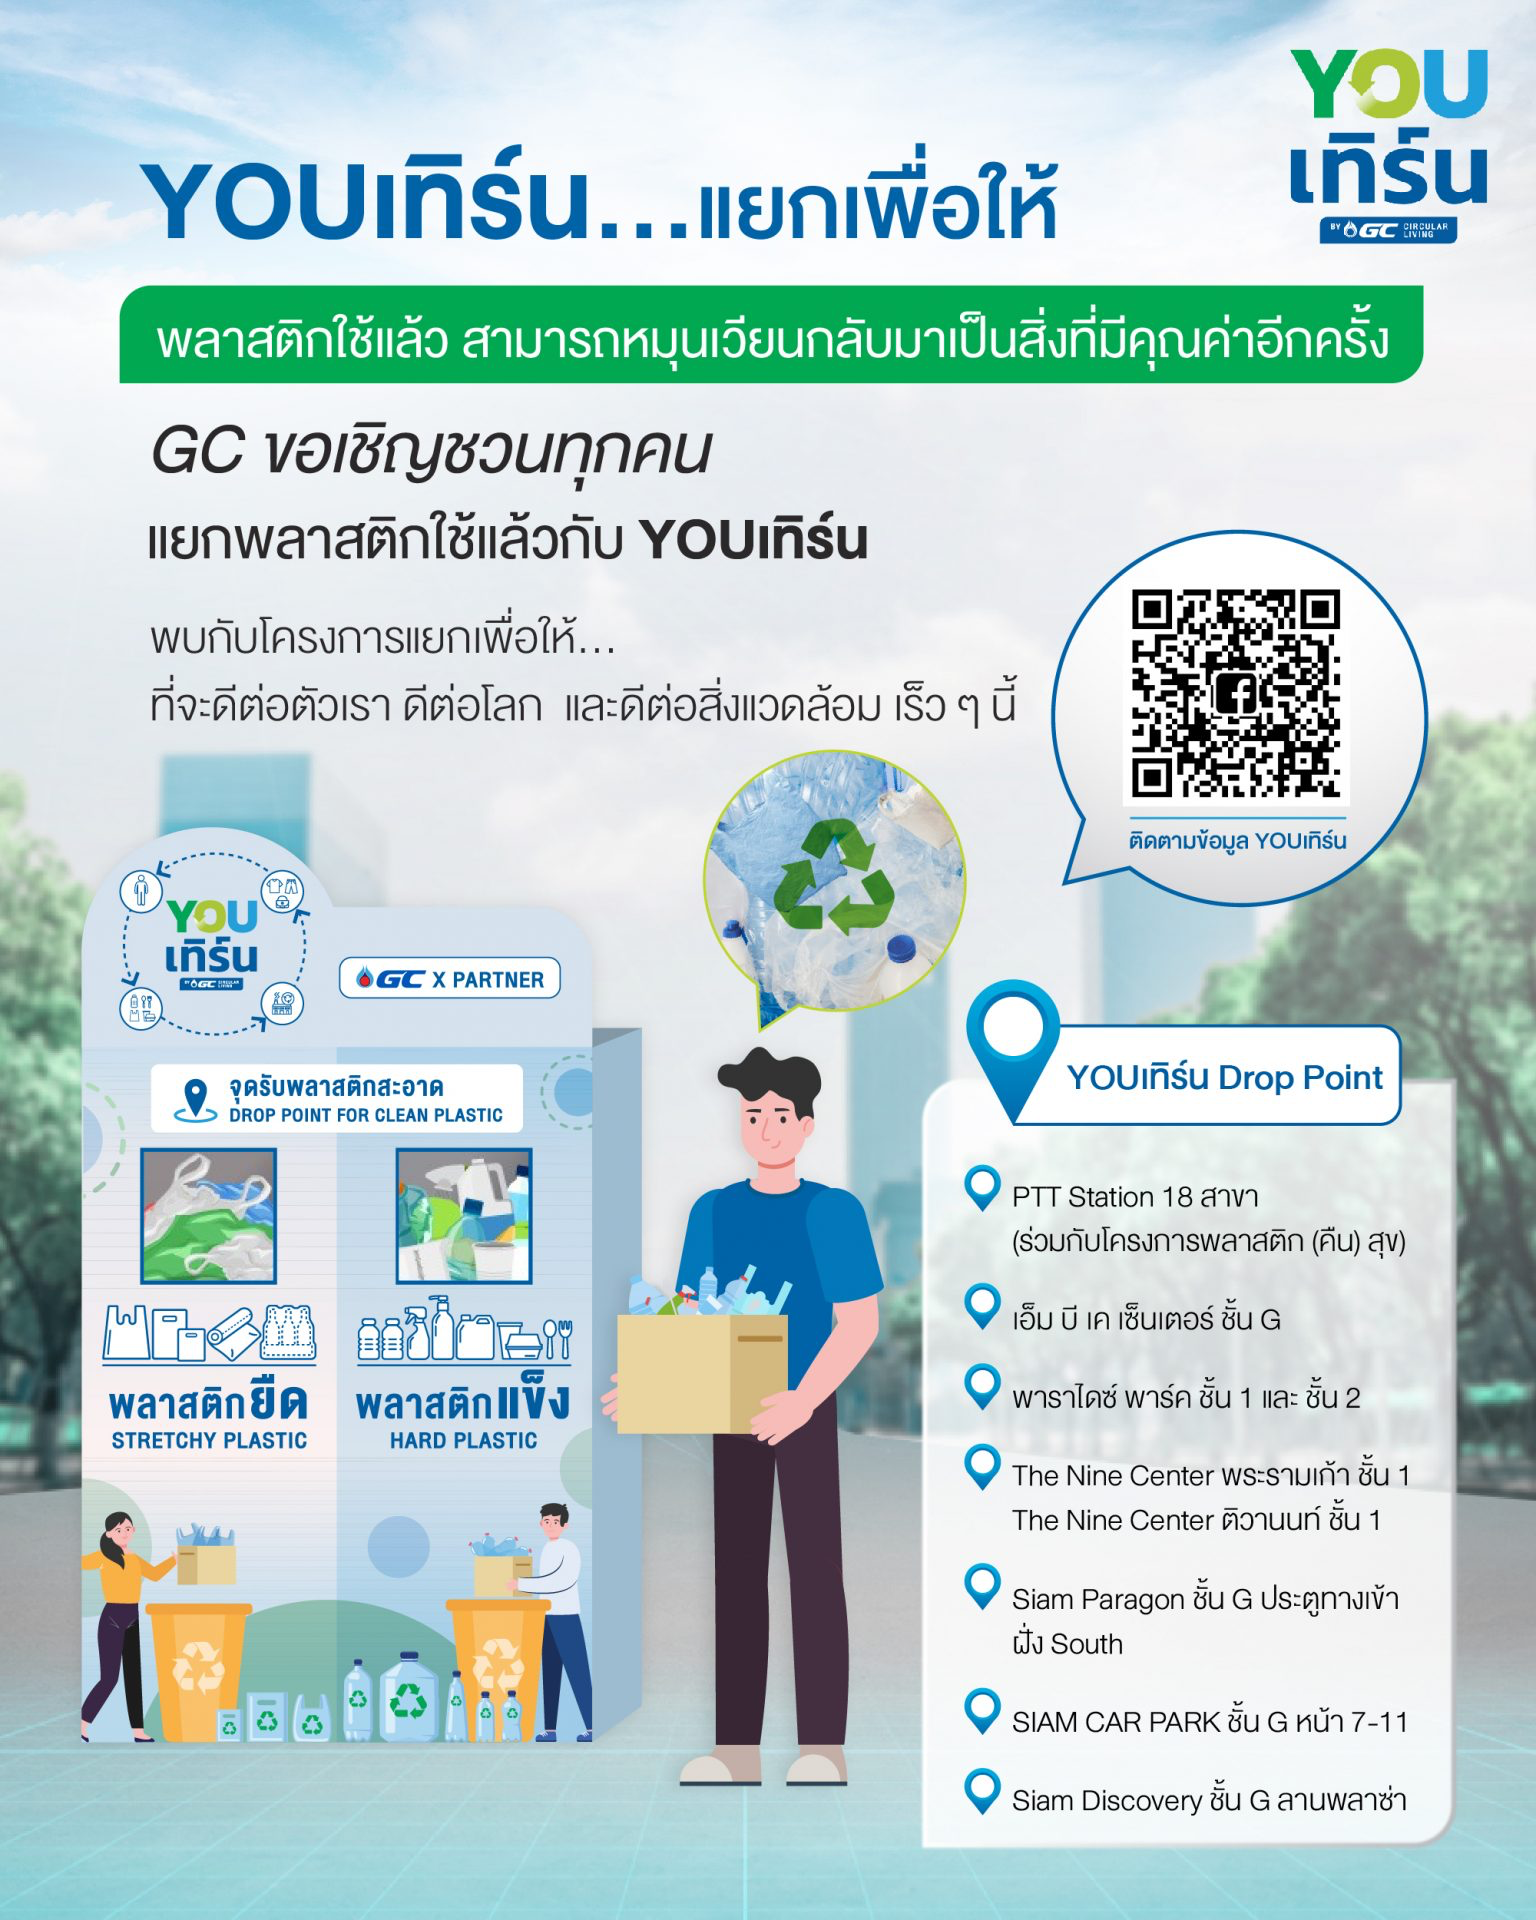 YOU
เทิร์น
BY GC CIRCULAR LIVING
YOUเทิร์น...แยกเพื่อให้
พลาสติกใช้แล้ว สามารถหมุนเวียนกลับมาเป็นสิ่งที่มีคุณค่าอีกครั้ง
GC ขอเชิญชวนทุกคน
แยกพลาสติกใช้แล้วกับ YOUเทิร์น
พบกับโครงการแยกเพื่อให้...
ที่จะดีต่อตัวเรา ดีต่อโลก และดีต่อสิ่งแวดล้อม เร็ว ๆ นี้
ติดตามข้อมูล YOUเทิร์น
YOU
เทิร์น
BY GC CIRCULAR LIVING
GC X PARTNER
จุดรับพลาสติกสะอาด
DROP POINT FOR CLEAN PLASTIC
พลาสติกยืด
STRETCHY PLASTIC
พลาสติกแข็ง
HARD PLASTIC
YOUเทิร์น Drop Point
PTT Station 18 สาขา
(ร่วมกับโครงการพลาสติก (คืน) สุข)
เอ็ม บี เค เซ็นเตอร์ ชั้น G
พาราไดซ์ พาร์ค ชั้น 1 และ ชั้น 2
The Nine Center พระรามเก้า ชั้น 1
The Nine Center ติวานนท์ ชั้น 1
Siam Paragon ชั้น G ประตูทางเข้า
ฝั่ง South
SIAM CAR PARK ชั้น G หน้า 7-11
Siam Discovery ชั้น G ลานพลาซ่า